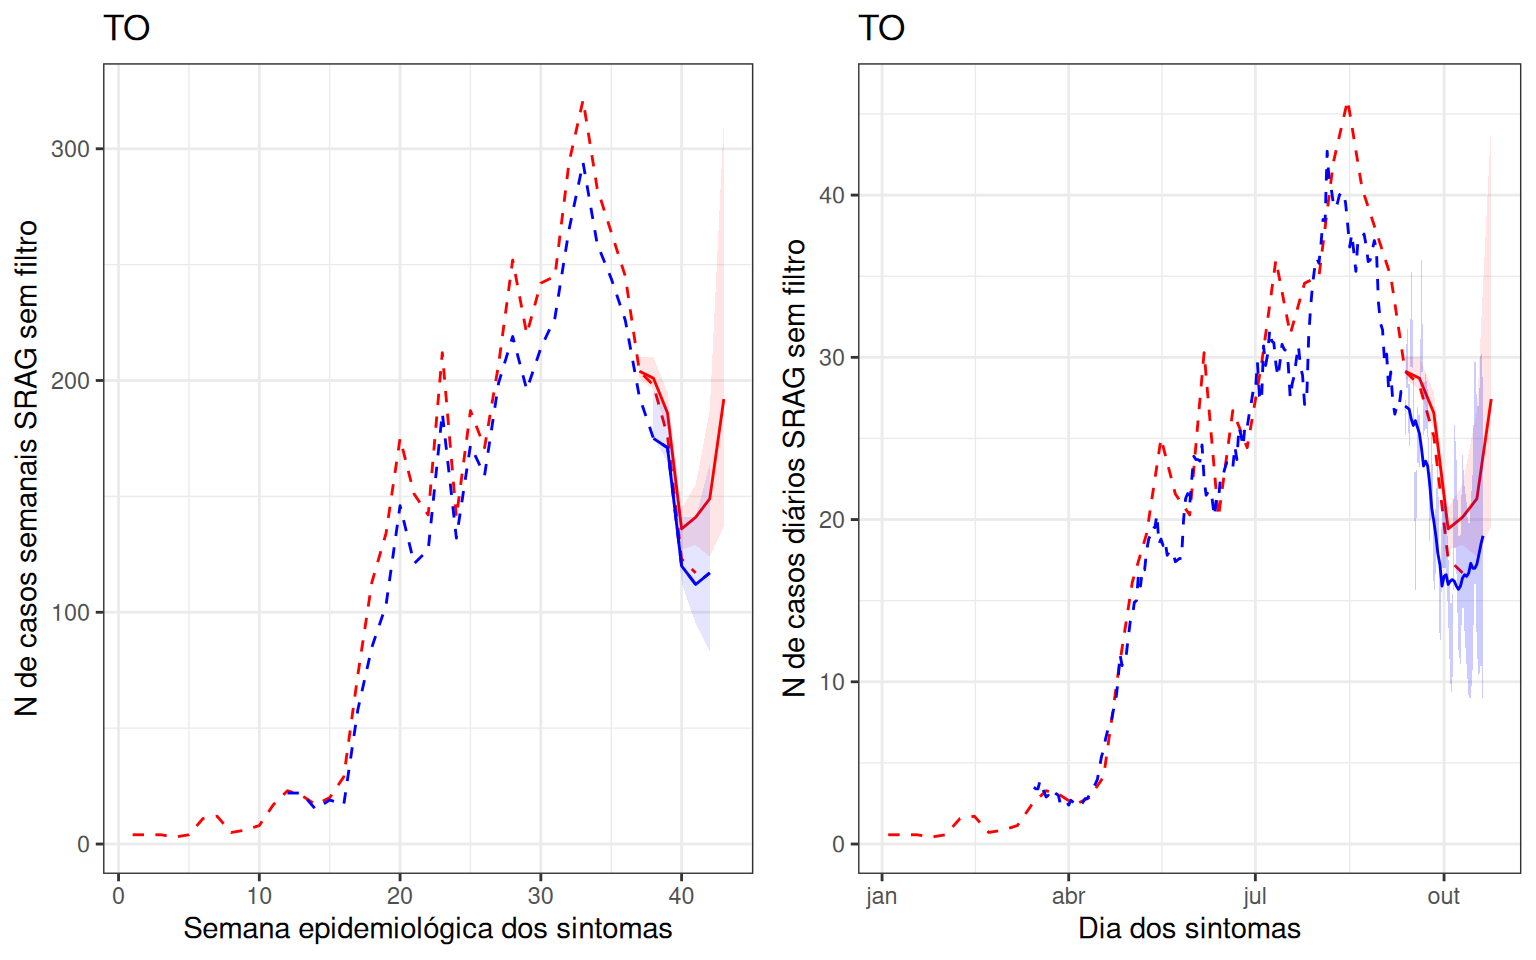 TO
N de casos semanais SRAG sem filtro
300
200
100
0
0 10 20 30 40
Semana epidemiológica dos sintomas
TO
N de casos diários SRAG sem filtro
40
30
20
10
0
jan abr jul out
Dia dos sintomas